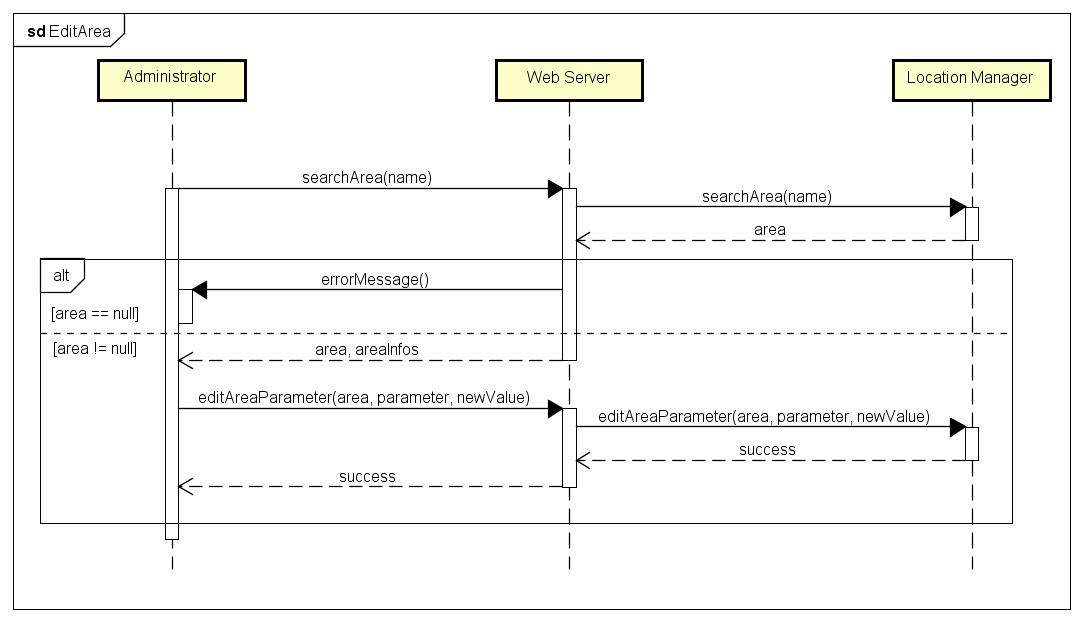 sd EditArea
Administrator
Web Server
Location Manager
searchArea(name)
searchArea(name)
area
alt
errorMessage()
[area == null]
[area != null]
area, areaInfos
editAreaParameter(area, parameter, newValue)
editAreaParameter(area, parameter, newValue)
success
success